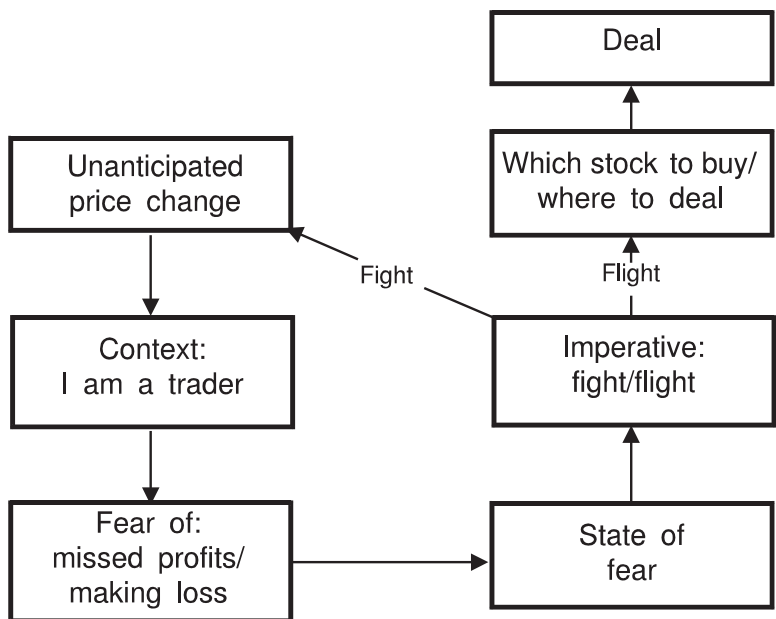 Deal
Unanticipated
price change
Which stock to buy/
where to deal
Fight
Flight
Context:
I am a trader
Imperative:
fight/flight
Fear of:
missed profits/
making loss
State of
fear